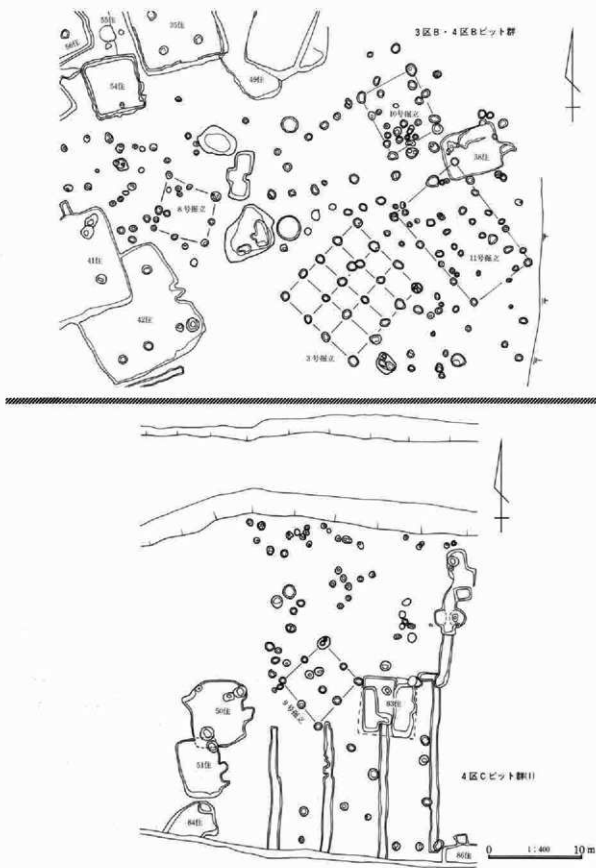 3区B・4区Bピット群
55住
35住
56住
49住
54住
10号掘立
38住
8号掘立
41住
11号掘立
42住
3号掘立
50住
9号掘立
83住
51住
4区Cピット群(1)
84住
86住
0 1:400 10m